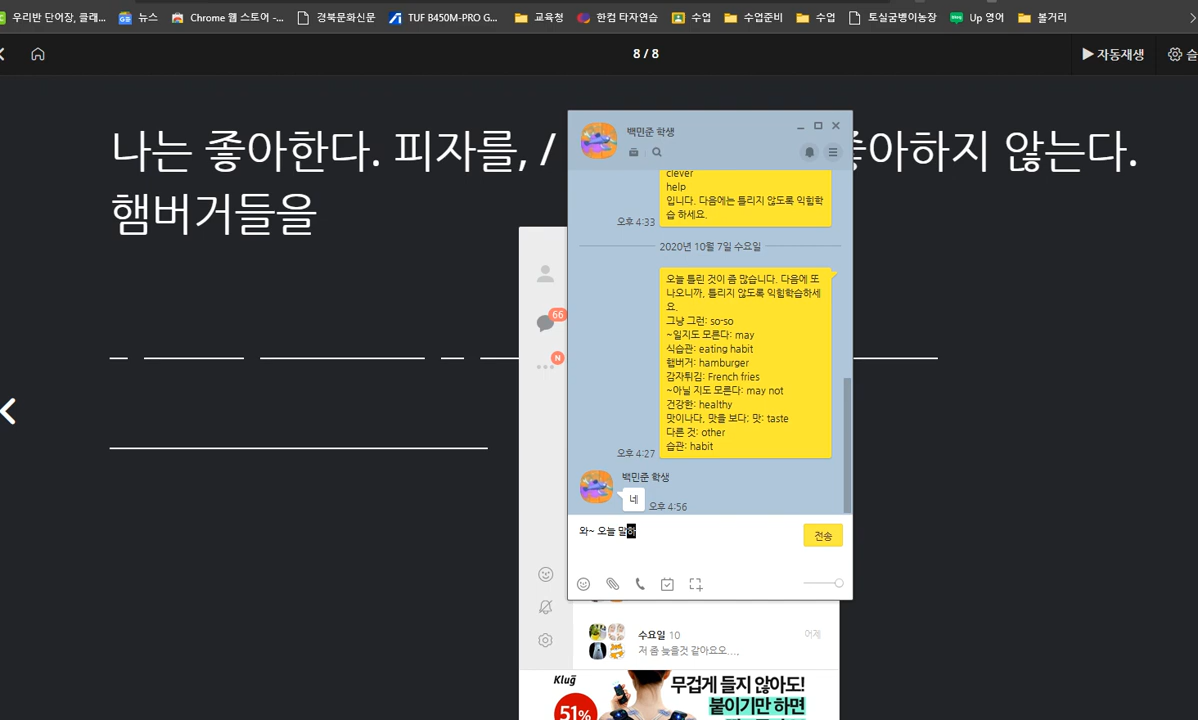 우리반 단어장, 클래... 뉴스 Chrome 웹 스토어 -... 경북문화신문 TUF B450M-PRO G... 교육청 한컴 타자연습 수업 수업준비 수업 토실굼벵이농장 Up 영어 볼거리
8 / 8
자동재생
나는 좋아한다. 피자를, /
좋아하지 않는다.
햄버거들을
66
N
백민준 학생
clever
help
입니다. 다음에는 틀리지 않도록 익힘학
습 하세요.
오후 4:33
2020년 10월 7일 수요일
오늘 틀린 것이 좀 많습니다. 다음에 또
나오니까, 틀리지 않도록 익힘학습하세
요.
그냥 그런: so-so
~일지도 모른다: may
식습관: eating habit
햄버거: hamburger
감자튀김: French fries
~아닐 지도 모른다: may not
건강한: healthy
맛이나다, 맛을 보다; 맛: taste
다른 것: other
습관: habit
오후 4:27
백민준 학생
네
오후 4:56
와~ 오늘 말하
전송
수요일 10
어제
저 좀 늦을것 같아요오....
Klug
무겁게 들지 않아도!
51%
붙이기만 하면